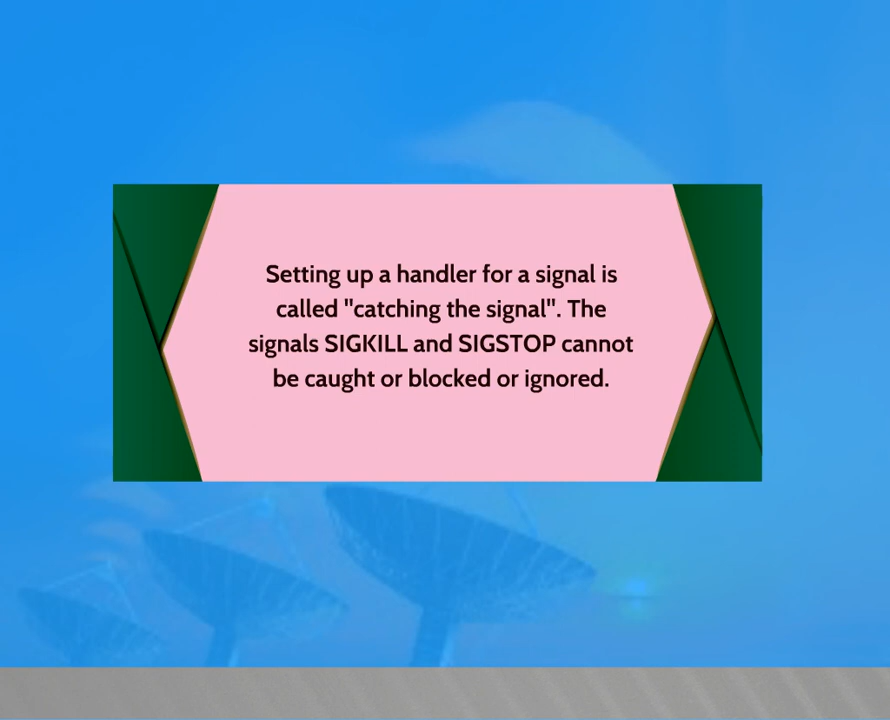 Setting up a handler for a signal is
called "catching the signal". The
signals SIGKILL and SIGSTOP cannot
be caught or blocked or ignored.